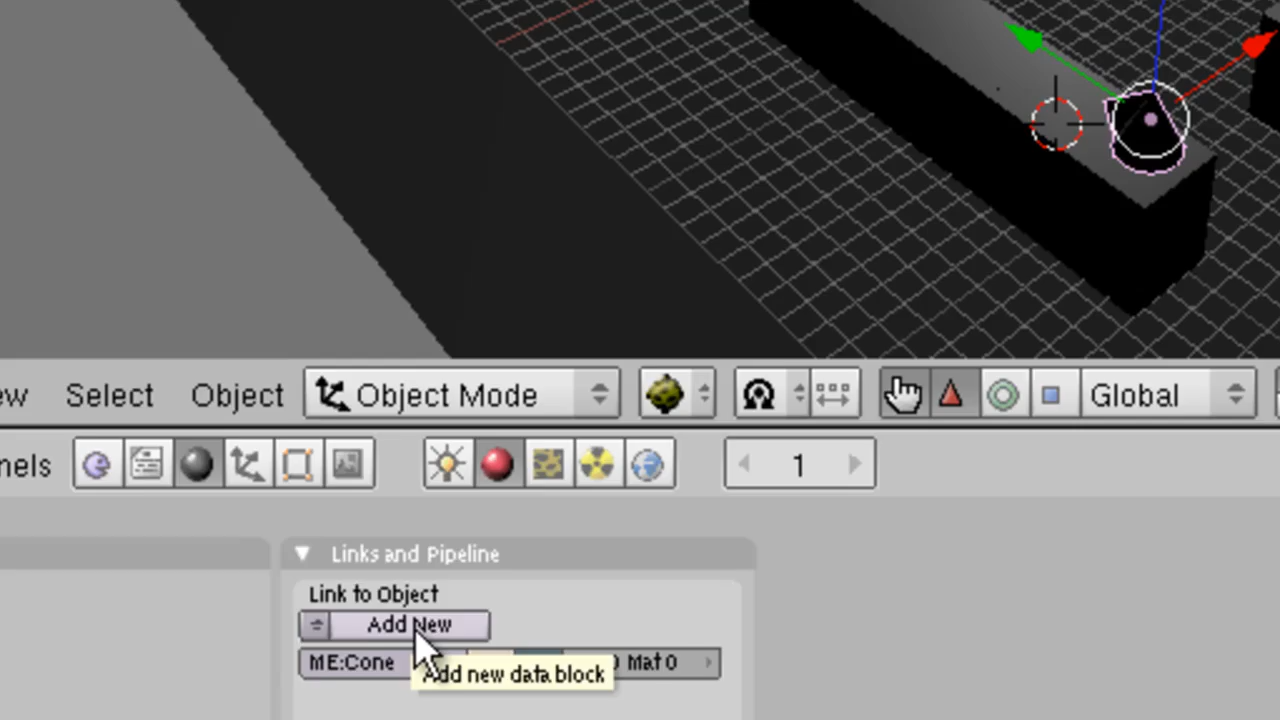 Select Object Object Mode Global
1
Links and Pipeline
Link to Object
Add New
ME:Cone Mat 0
Add new data block